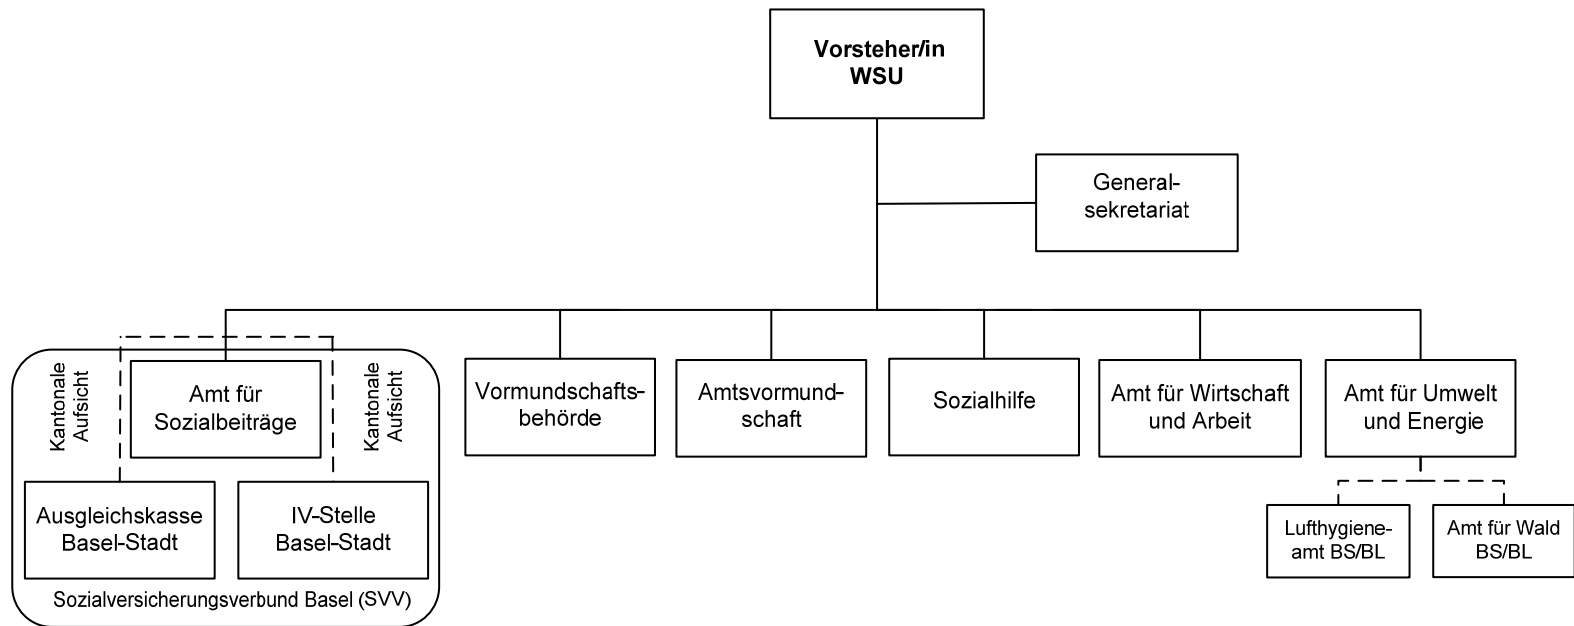 Vorsteher/in
WSU
General-
sekretariat
Kantonale
Aufsicht
Amt für
Sozialbeiträge
Kantonale
Aufsicht
Vormundschafts-
behörde
Amtsvormund-
schaft
Sozialhilfe
Amt für Wirtschaft
und Arbeit
Amt für Umwelt
und Energie
Ausgleichskasse
Basel-Stadt
IV-Stelle
Basel-Stadt
Lufthygiene-
amt BS/BL
Amt für Wald
BS/BL
Sozialversicherungsverbund Basel (SVV)